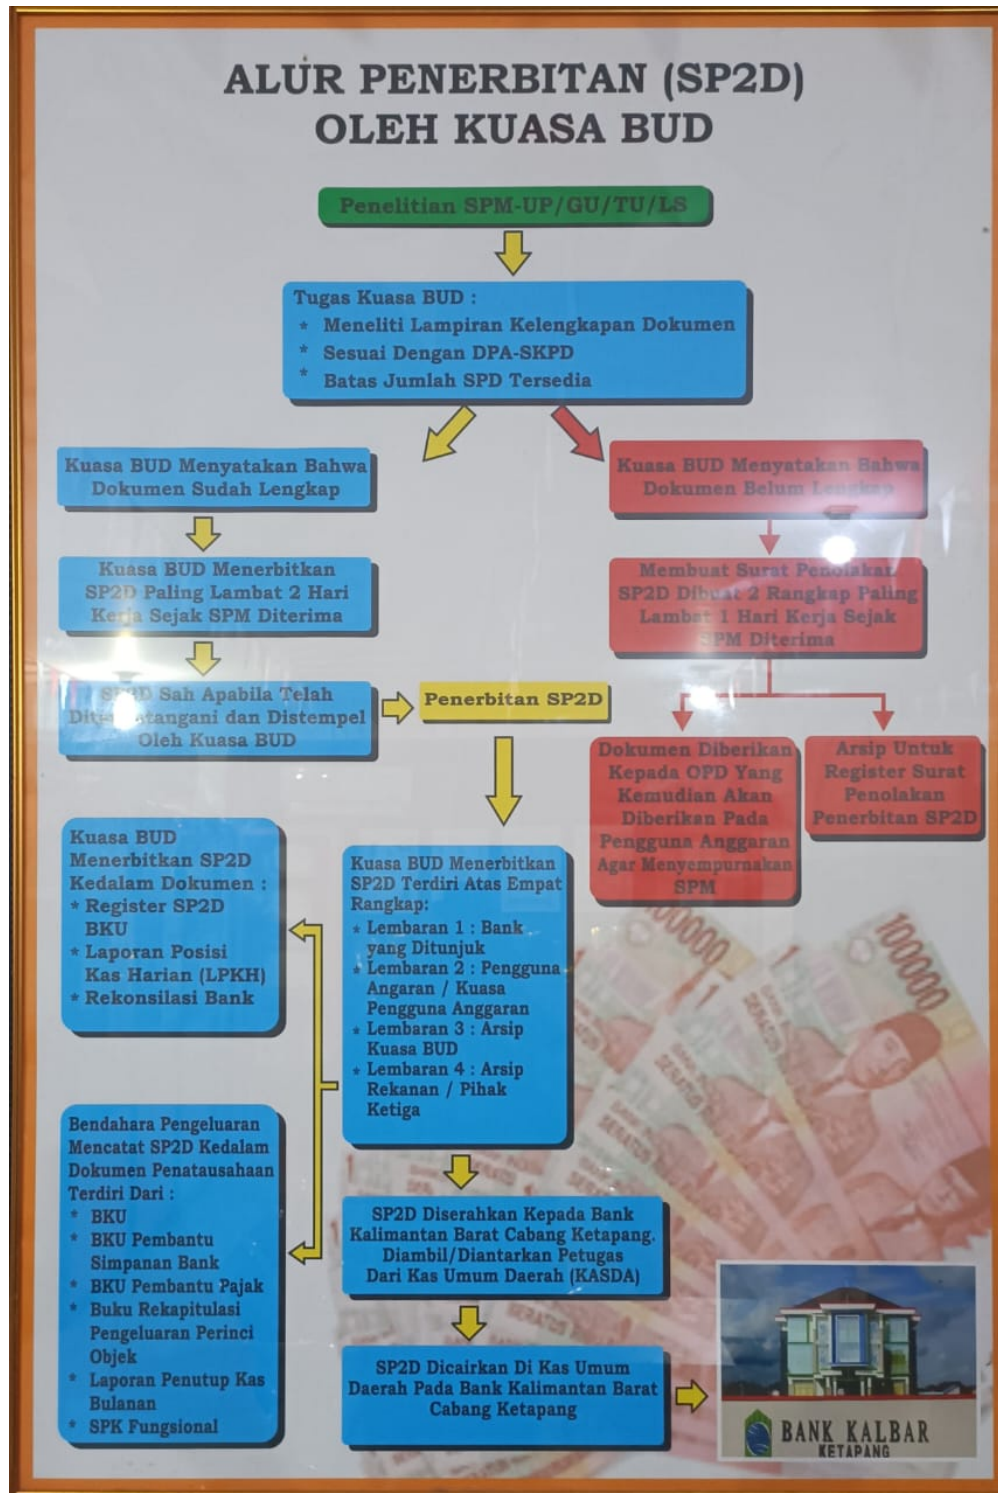 ALUR PENERBITAN (SP2D)
OLEH KUASA BUD
Penelitian SPM-UP/GU/TU/LS
Tugas Kuasa BUD :
* Meneliti Lampiran Kelengkapan Dokumen
* Sesuai Dengan DPA-SKPD
* Batas Jumlah SPD Tersedia
Kuasa BUD Menyatakan Bahwa
Dokumen Sudah Lengkap
Kuasa BUD Menyatakan Bahwa
Dokumen Belum Lengkap
Kuasa BUD Menerbitkan
SP2D Paling Lambat 2 Hari
Kerja Sejak SPM Diterima
Membuat Surat Penolakan
SP2D Dibuat 2 Rangkap Paling
Lambat 1 Hari Kerja Sejak
SPM Diterima
SP2D Sah Apabila Telah
Ditandatangani dan Distempel
Oleh Kuasa BUD
Penerbitan SP2D
Dokumen Diberikan
Kepada OPD Yang
Kemudian Akan
Diberikan Pada
Pengguna Anggaran
Agar Menyempurnakan
SPM
Arsip Untuk
Register Surat
Penolakan
Penerbitan SP2D
Kuasa BUD
Menerbitkan SP2D
Kedalam Dokumen :
* Register SP2D
BKU
* Laporan Posisi
Kas Harian (LPKH)
* Rekonsilasi Bank
Kuasa BUD Menerbitkan
SP2D Terdiri Atas Empat
Rangkap:
* Lembaran 1 : Bank
yang Ditunjuk
* Lembaran 2 : Pengguna
Angaran / Kuasa
Pengguna Anggaran
* Lembaran 3 : Arsip
Kuasa BUD
* Lembaran 4 : Arsip
Rekanan / Pihak
Ketiga
Bendahara Pengeluaran
Mencatat SP2D Kedalam
Dokumen Penatausahaan
Terdiri Dari :
* BKU
* BKU Pembantu
Simpanan Bank
* BKU Pembantu Pajak
* Buku Rekapitulasi
Pengeluaran Perinci
Objek
* Laporan Penutup Kas
Bulanan
* SPK Fungsional
SP2D Diserahkan Kepada Bank
Kalimantan Barat Cabang Ketapang.
Diambil/Diantarkan Petugas
Dari Kas Umum Daerah (KASDA)
SP2D Dicairkan Di Kas Umum
Daerah Pada Bank Kalimantan Barat
Cabang Ketapang
100000
100000
BANK KALBAR
KETAPANG